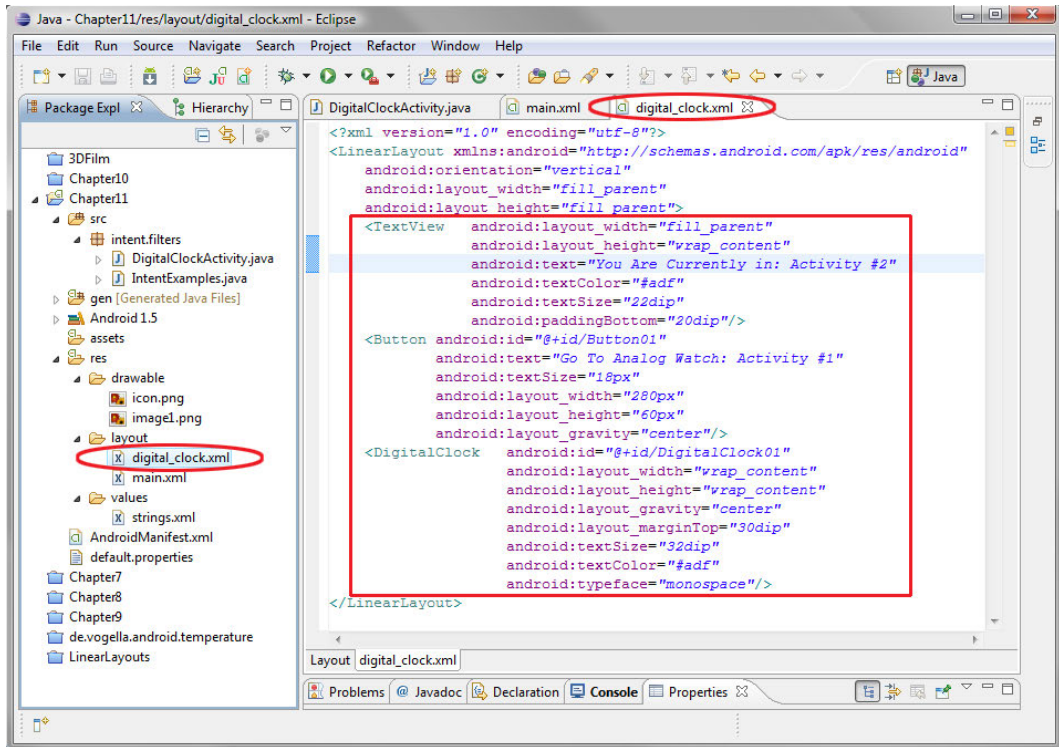 Java - Chapter11/res/layout/digital_clock.xml - Eclipse
File Edit Run Source Navigate Search Project Refactor Window Help
Java
Package Expl
Hierarchy
DigitalClockActivity.java
main.xml
digital_clock.xml
3DFilm
Chapter10
Chapter11
src
intent.filters
DigitalClockActivity.java
IntentExamples.java
gen [Generated Java Files]
Android 1.5
assets
res
drawable
icon.png
image1.png
layout
digital_clock.xml
main.xml
values
strings.xml
AndroidManifest.xml
default.properties
Chapter7
Chapter8
Chapter9
de.vogella.android.temperature
LinearLayouts
<?xml version="1.0" encoding="utf-8"?>
<LinearLayout xmlns:android="http://schemas.android.com/apk/res/android"
android:orientation="vertical"
android:layout_width="fill_parent"
android:layout_height="fill_parent">
<TextView android:layout_width="fill_parent"
android:layout_height="wrap_content"
android:text="You Are Currently in: Activity #2"
android:textColor="#adf"
android:textSize="22dip"
android:paddingBottom="20dip"/>
<Button android:id="@+id/Button01"
android:text="Go To Analog Watch: Activity #1"
android:textSize="18px"
android:layout_width="280px"
android:layout_height="60px"
android:layout_gravity="center"/>
<DigitalClock android:id="@+id/DigitalClock01"
android:layout_width="wrap_content"
android:layout_height="wrap_content"
android:layout_gravity="center"
android:layout_marginTop="30dip"
android:textSize="32dip"
android:textColor="#adf"
android:typeface="monospace"/>
</LinearLayout>
Layout digital_clock.xml
Problems @ Javadoc Declaration Console Properties